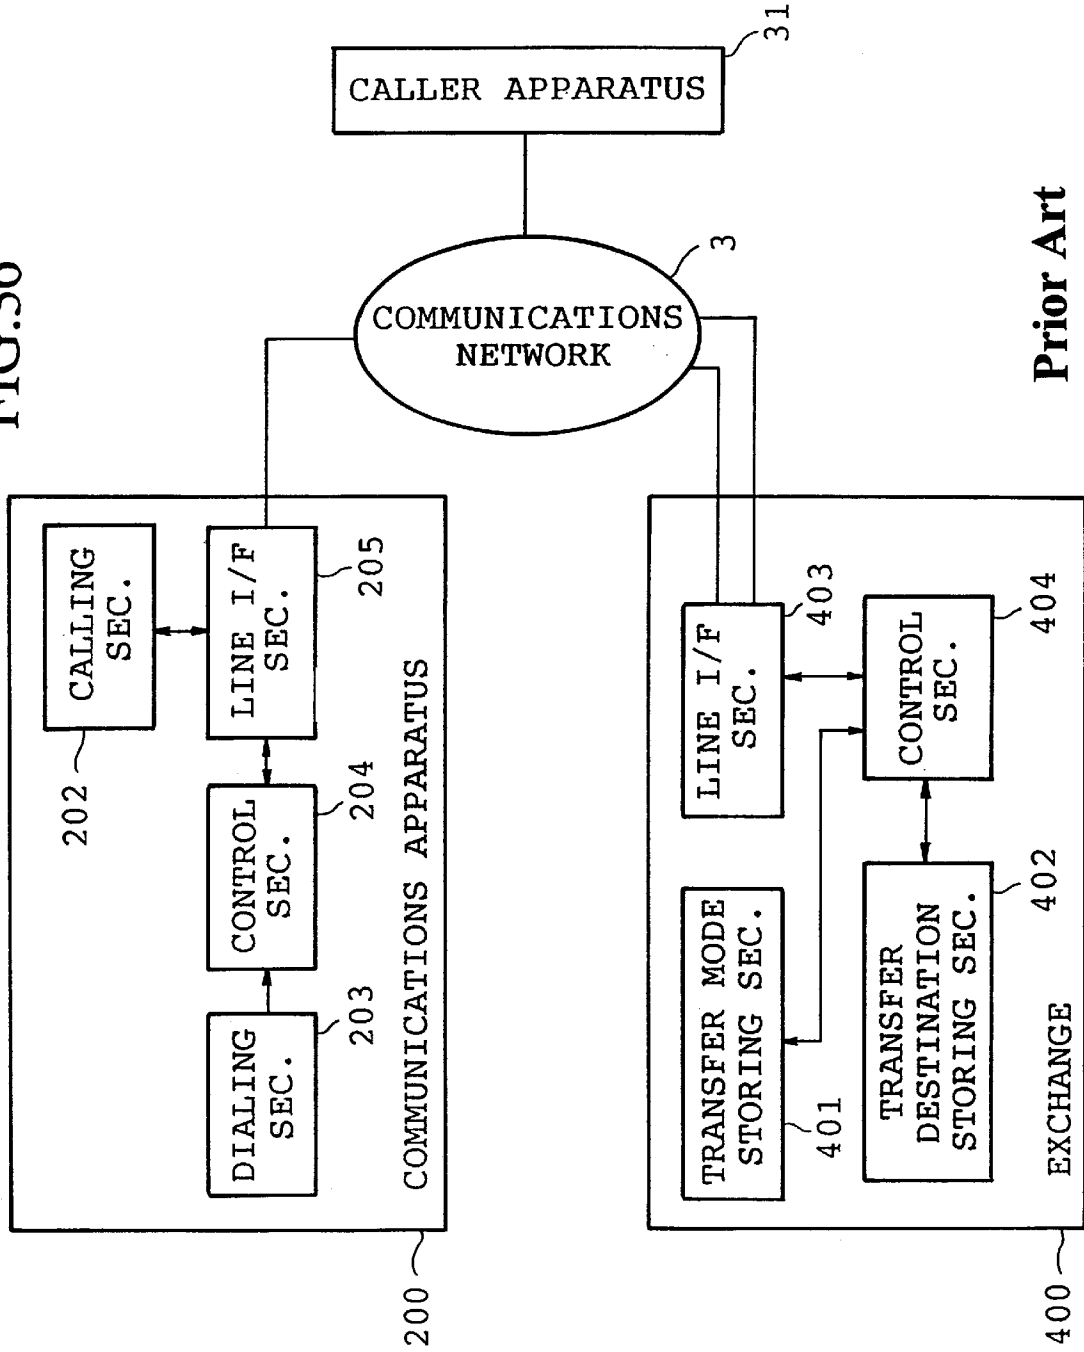 FIG.36
CALLING
SEC.
202
DIALING
SEC.
203
CONTROL
SEC.
204
LINE I/F
SEC.
205
COMMUNICATIONS APPARATUS
200
COMMUNICATIONS
NETWORK
3
CALLER APPARATUS
31
TRANSFER MODE
STORING SEC.
401
LINE I/F
SEC.
403
TRANSFER
DESTINATION
STORING SEC.
402
CONTROL
SEC.
404
EXCHANGE
400
Prior Art